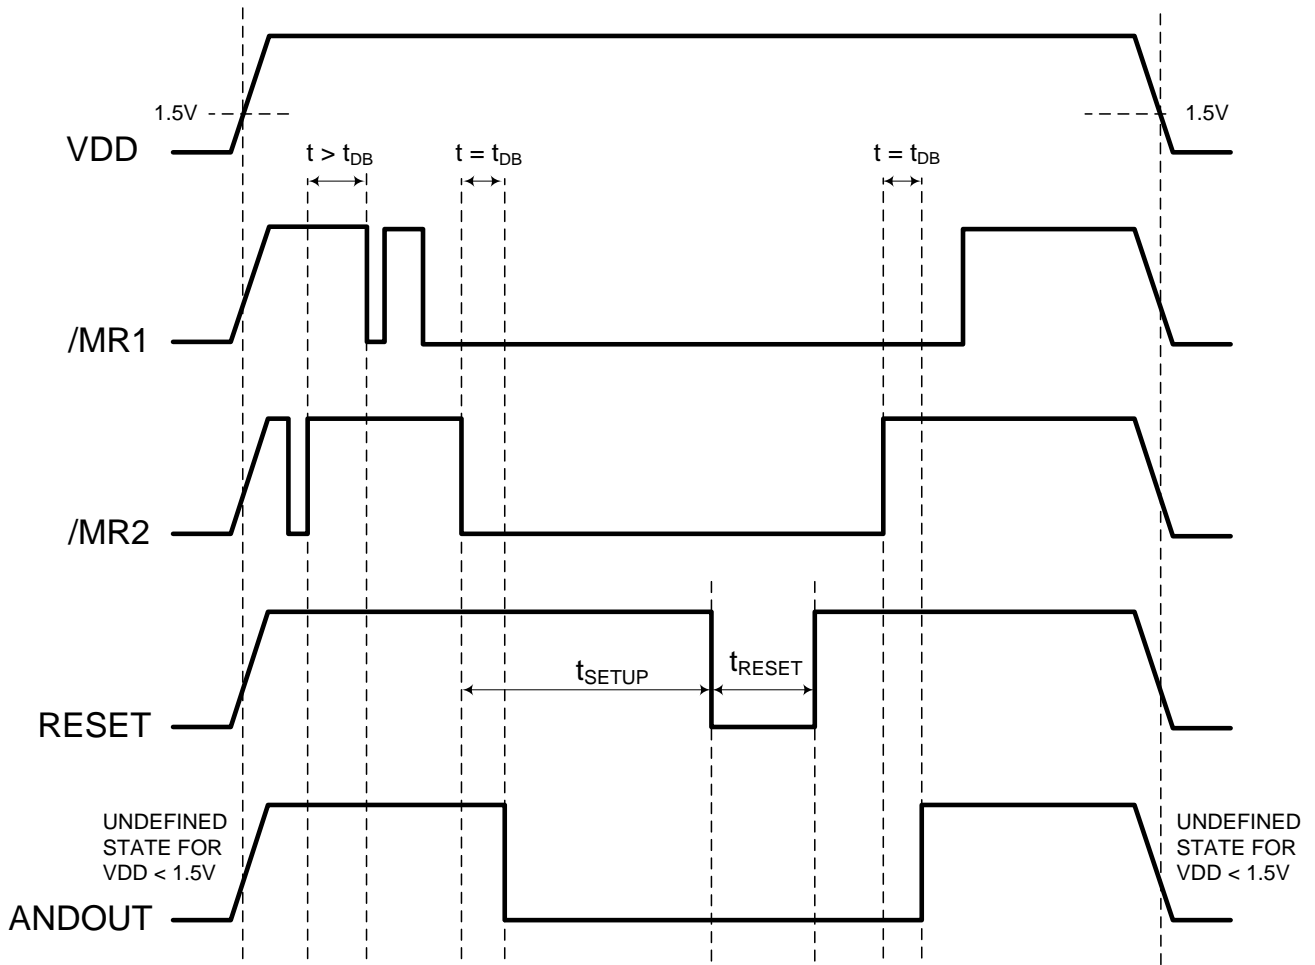 1.5V
1.5V
VDD
t > tDB
t = tDB
t = tDB
/MR1
/MR2
tSETUP
tRESET
RESET
UNDEFINED
STATE FOR
VDD < 1.5V
UNDEFINED
STATE FOR
VDD < 1.5V
ANDOUT